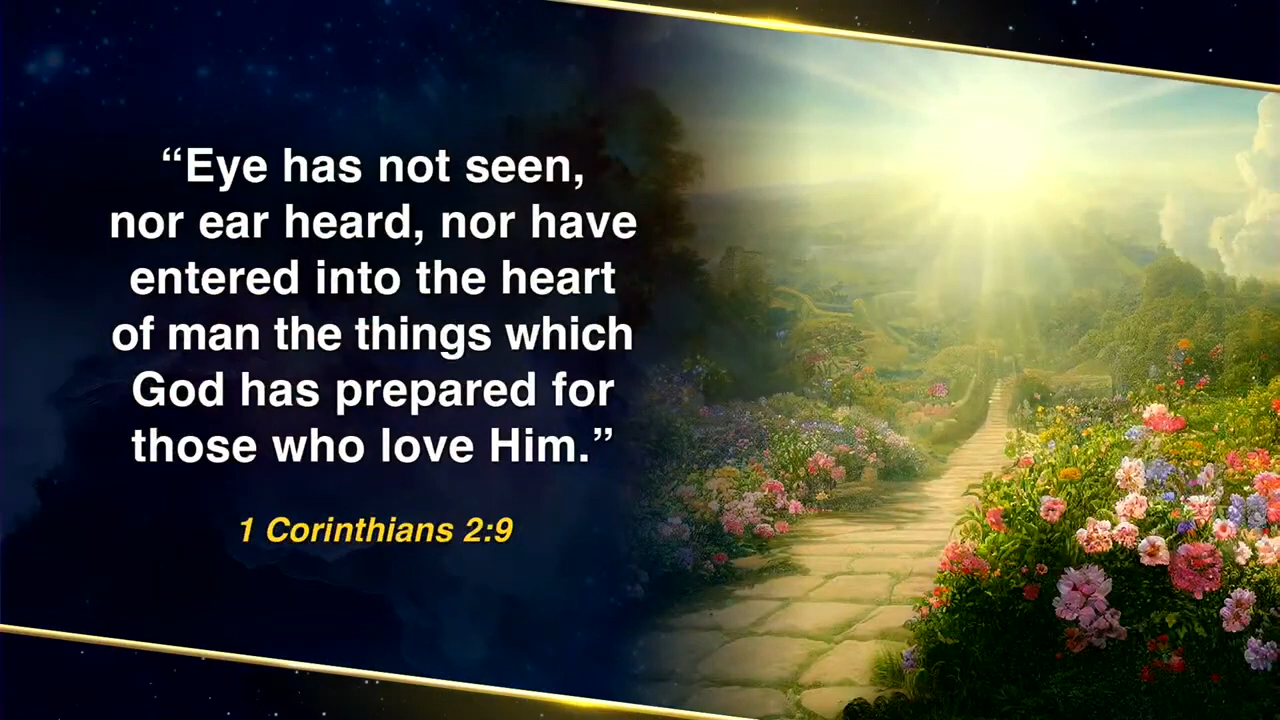 “Eye has not seen,
nor ear heard, nor have
entered into the heart
of man the things which
God has prepared for
those who love Him.”
1 Corinthians 2:9